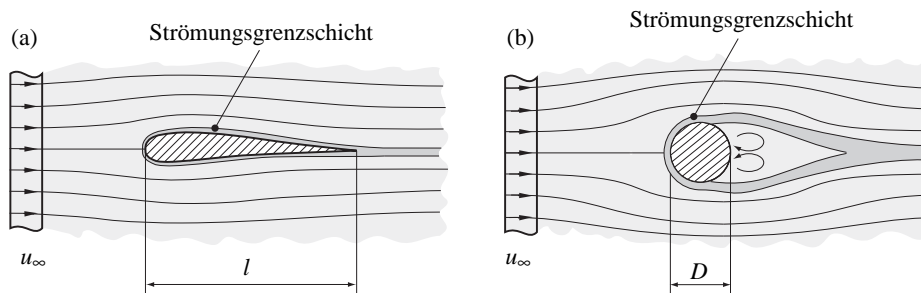 (a)
Strömungsgrenzschicht
u∞
l
(b)
Strömungsgrenzschicht
u∞
D